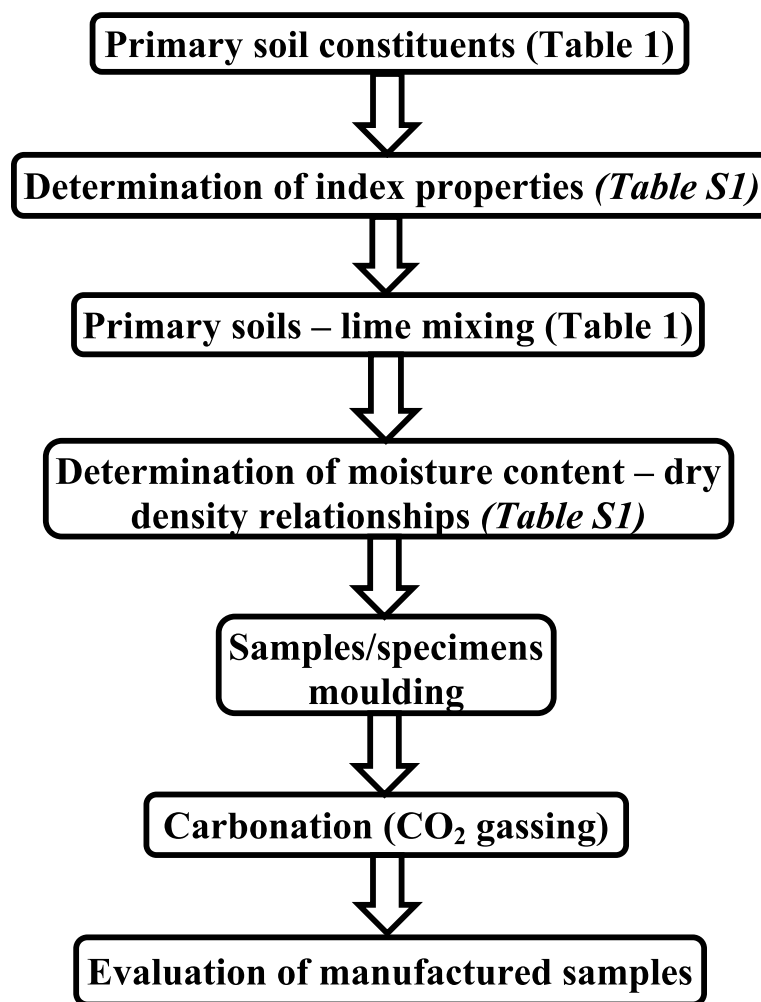 Primary soil constituents (Table 1)
Determination of index properties (Table S1)
Primary soils – lime mixing (Table 1)
Determination of moisture content – dry
density relationships (Table S1)
Samples/specimens
moulding
Carbonation (CO₂ gassing)
Evaluation of manufactured samples